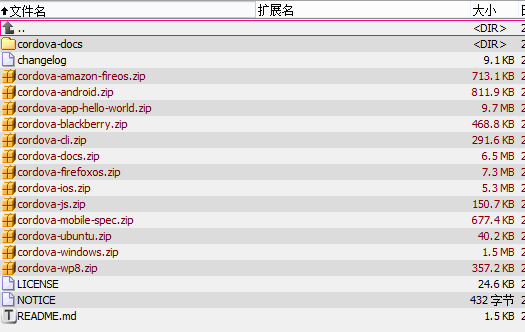 文件名 扩展名 大小
.. <DIR> 2
cordova-docs <DIR> 2
changelog 9.1 KB 2
cordova-amazon-fireos.zip 713.1 KB 2
cordova-android.zip 811.9 KB 2
cordova-app-hello-world.zip 9.7 MB 2
cordova-blackberry.zip 468.8 KB 2
cordova-cli.zip 291.6 KB 2
cordova-docs.zip 6.5 MB 2
cordova-firefoxos.zip 7.3 MB 2
cordova-ios.zip 5.3 MB 2
cordova-js.zip 150.7 KB 2
cordova-mobile-spec.zip 677.4 KB 2
cordova-ubuntu.zip 40.2 KB 2
cordova-windows.zip 1.5 MB 2
cordova-wp8.zip 357.2 KB 2
LICENSE 24.6 KB 2
NOTICE 432 字节 2
README.md 1.5 KB 2